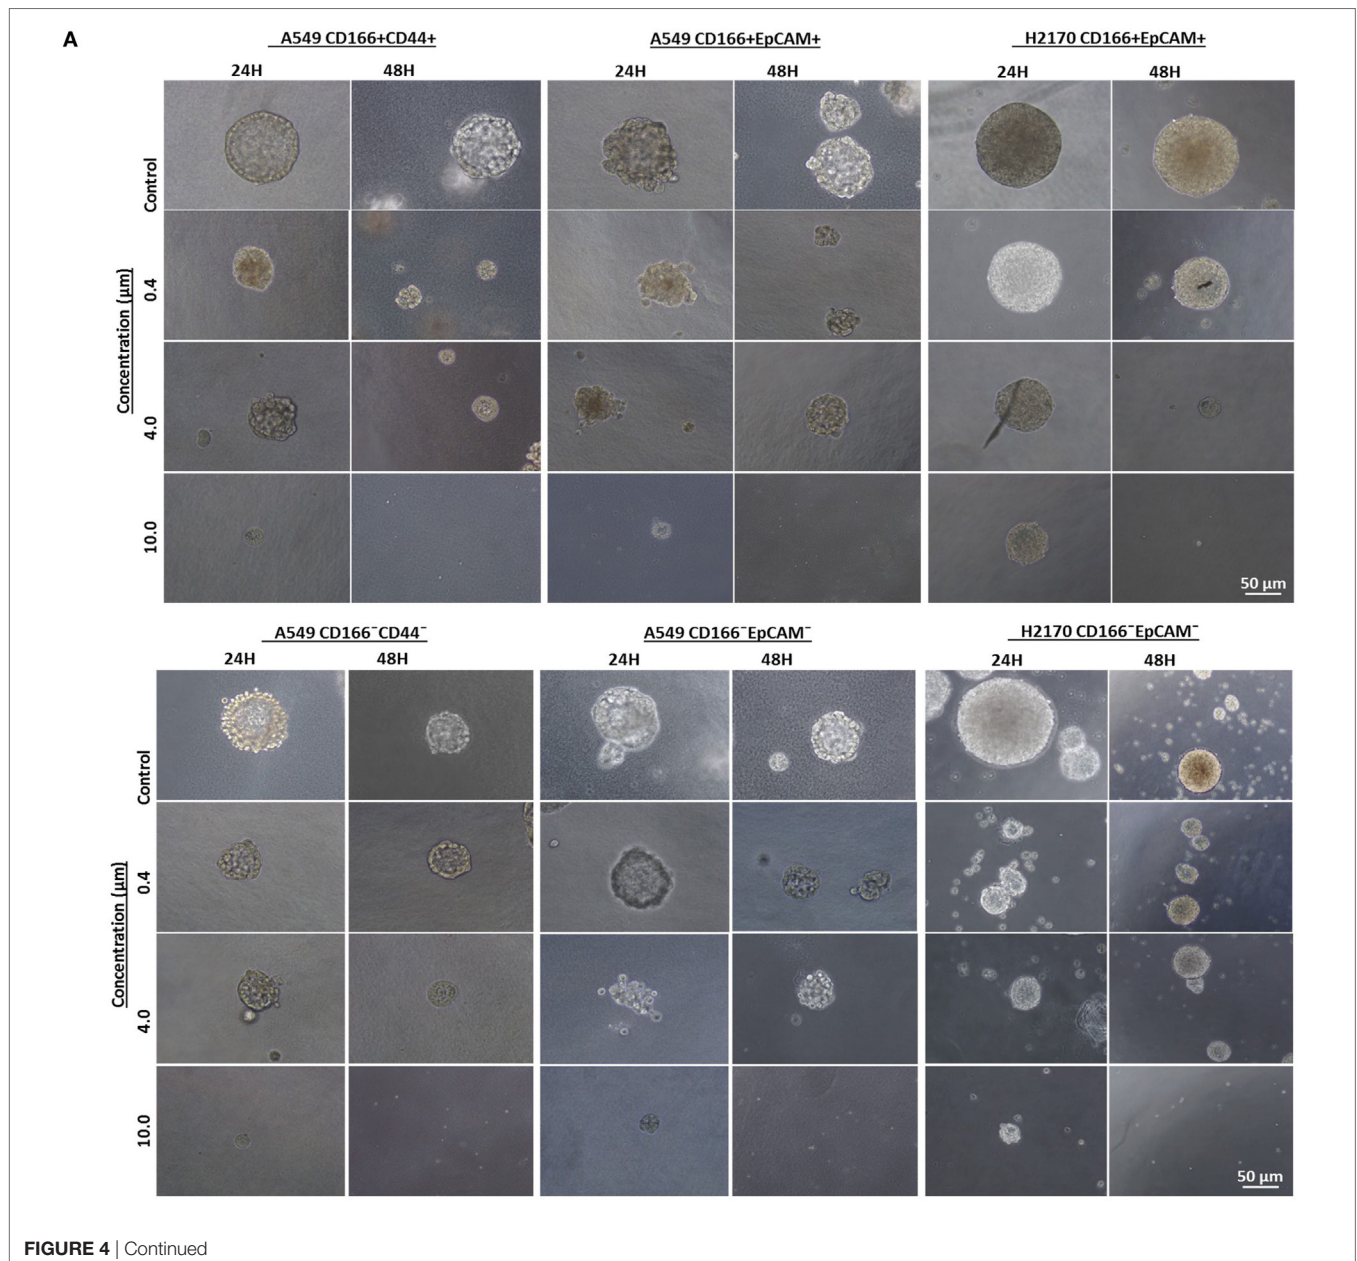 A
A549 CD166+CD44+ A549 CD166+EpCAM+ H2170 CD166+EpCAM+
24H 48H 24H 48H 24H 48H
Control
Concentration (μm)
0.4
4.0
10.0
50 μm
A549 CD166⁻CD44⁻ A549 CD166⁻EpCAM⁻ H2170 CD166⁻EpCAM⁻
24H 48H 24H 48H 24H 48H
Control
Concentration (μm)
0.4
4.0
10.0
50 μm
FIGURE 4 | Continued